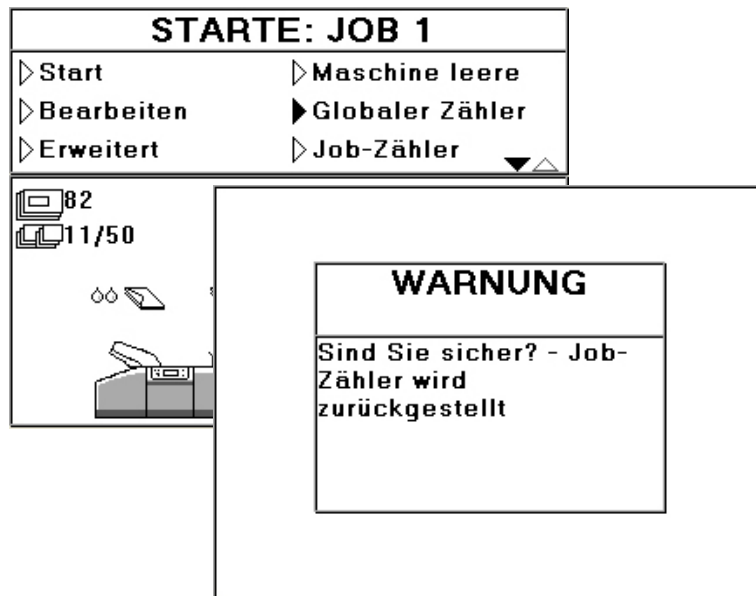 STARTE: JOB 1
Start Maschine leere
Bearbeiten Globaler Zähler
Erweitert Job-Zähler
82
11/50
WARNUNG
Sind Sie sicher? - Job-
Zähler wird
zurückgestellt